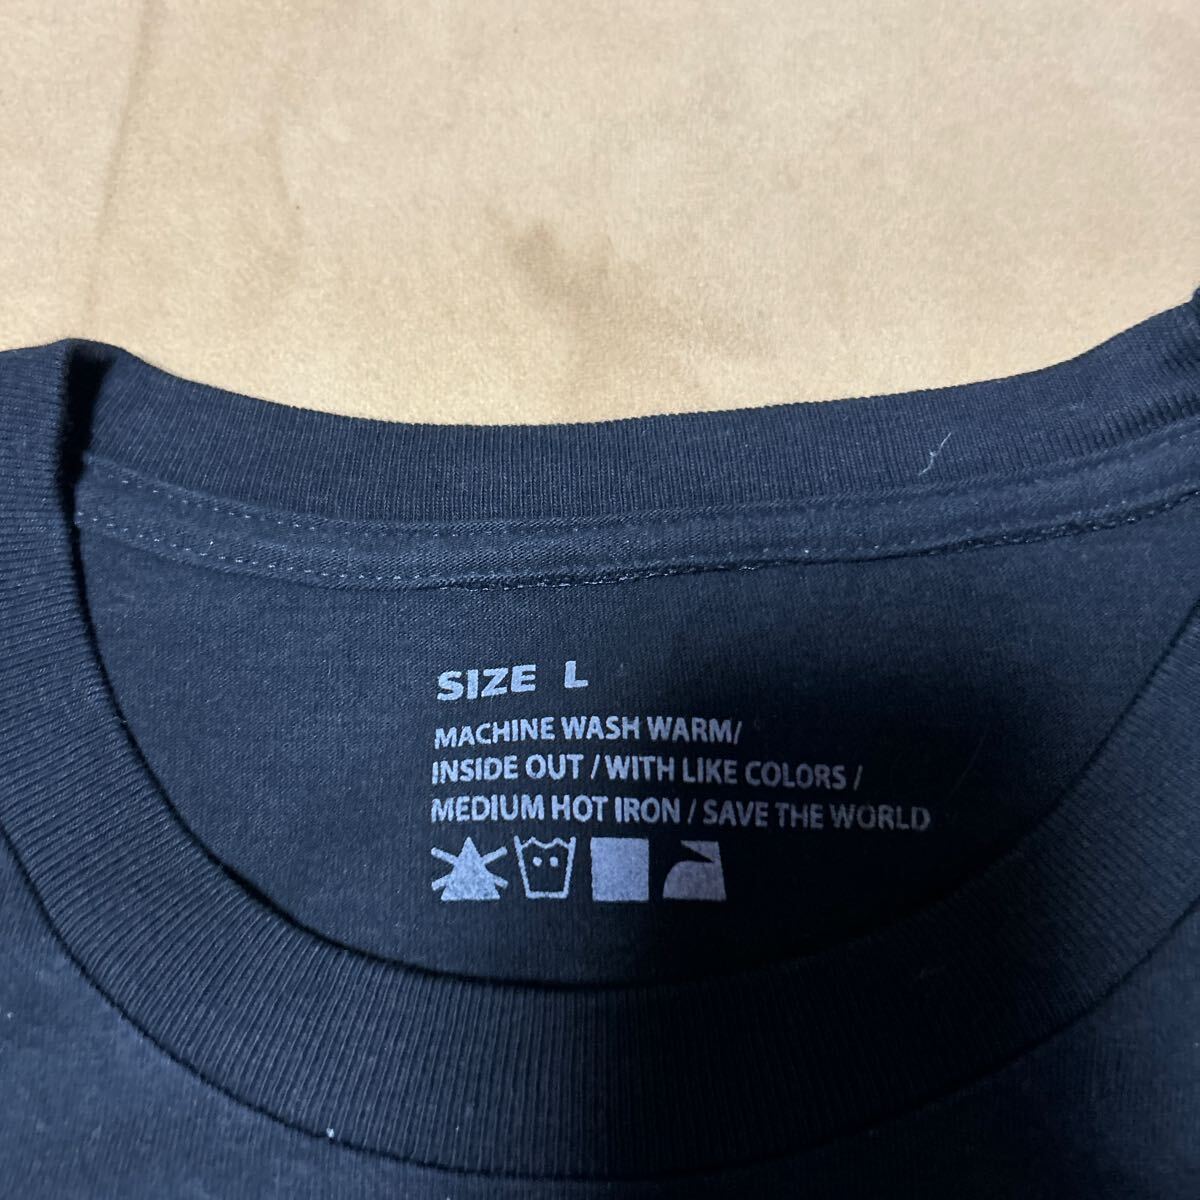 SIZE L
MACHINE WASH WARM/
INSIDE OUT / WITH LIKE COLORS /
MEDIUM HOT IRON / SAVE THE WORLD